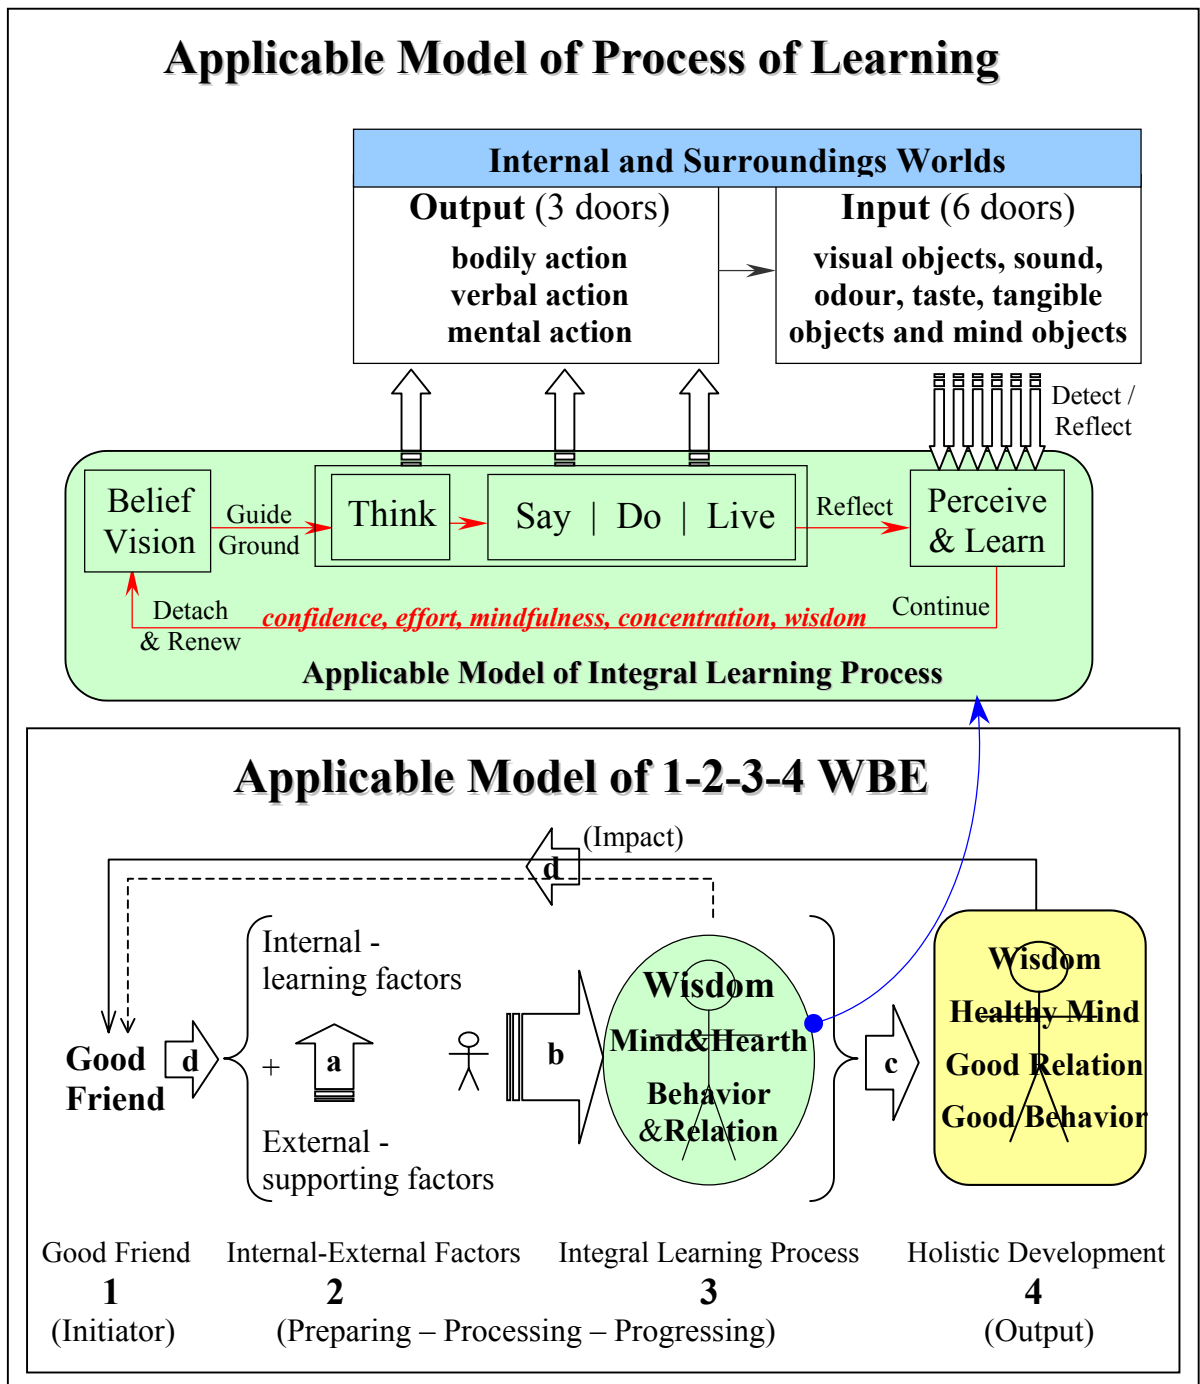 Applicable Model of Process of Learning
Internal and Surroundings Worlds
Output (3 doors)
bodily action
verbal action
mental action
Input (6 doors)
visual objects, sound,
odour, taste, tangible
objects and mind objects
Detect /
Reflect
Belief
Vision
Guide
Ground
Think
Say | Do | Live
Reflect
Perceive
& Learn
Detach
& Renew
confidence, effort, mindfulness, concentration, wisdom
Continue
Applicable Model of Integral Learning Process
Applicable Model of 1-2-3-4 WBE
(Impact)
d
Good
Friend
d
Internal -
learning factors
+
a
External -
supporting factors
b
Wisdom
Mind&Hearth
Behavior
&Relation
c
Wisdom
Healthy Mind
Good Relation
Good Behavior
Good Friend
1
(Initiator)
Internal-External Factors
2
Integral Learning Process
3
(Preparing – Processing – Progressing)
Holistic Development
4
(Output)